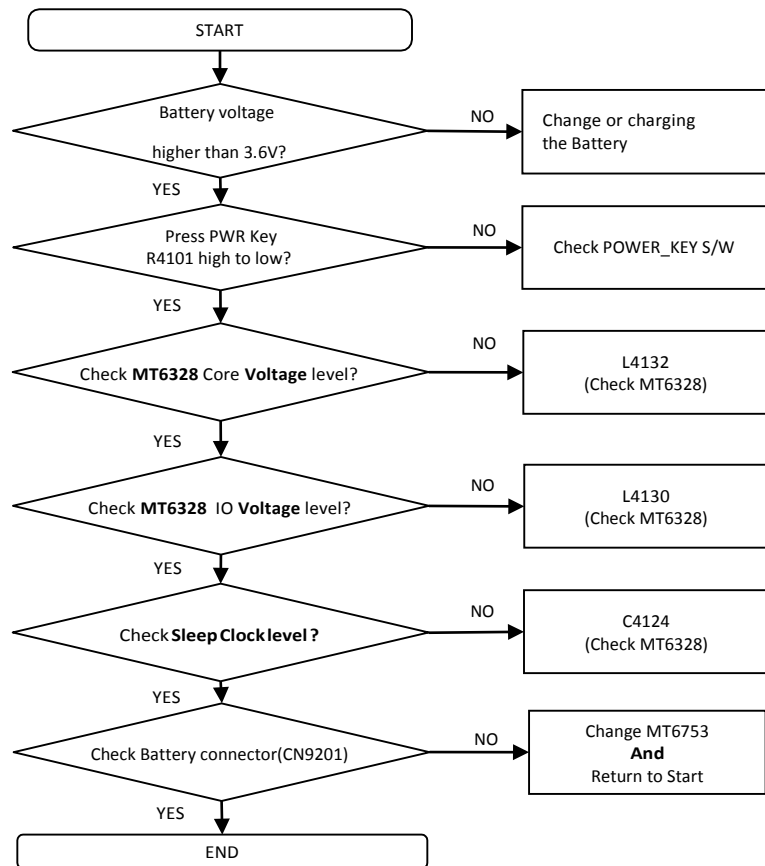 START
Battery voltage
higher than 3.6V?
NO
Change or charging
the Battery
YES
Press PWR Key
R4101 high to low?
NO
Check POWER_KEY S/W
YES
Check MT6328 Core Voltage level?
NO
L4132
(Check MT6328)
YES
Check MT6328 IO Voltage level?
NO
L4130
(Check MT6328)
YES
Check Sleep Clock level ?
NO
C4124
(Check MT6328)
YES
Check Battery connector(CN9201)
NO
Change MT6753
And
Return to Start
YES
END